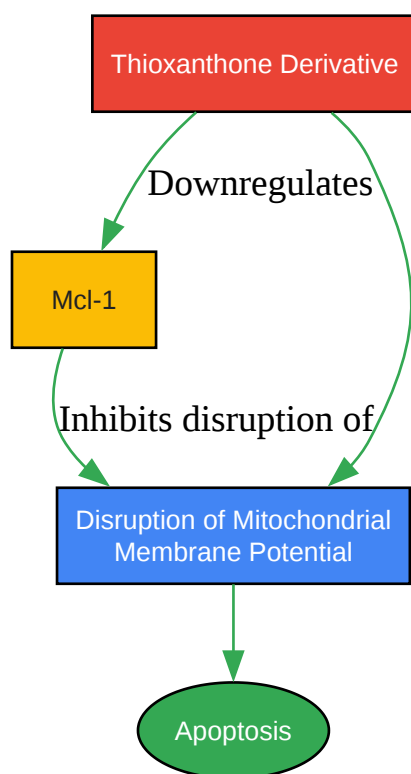 Thioxanthone Derivative
Downregulates
Mcl-1
Inhibits disruption of
Disruption of Mitochondrial
Membrane Potential
Apoptosis